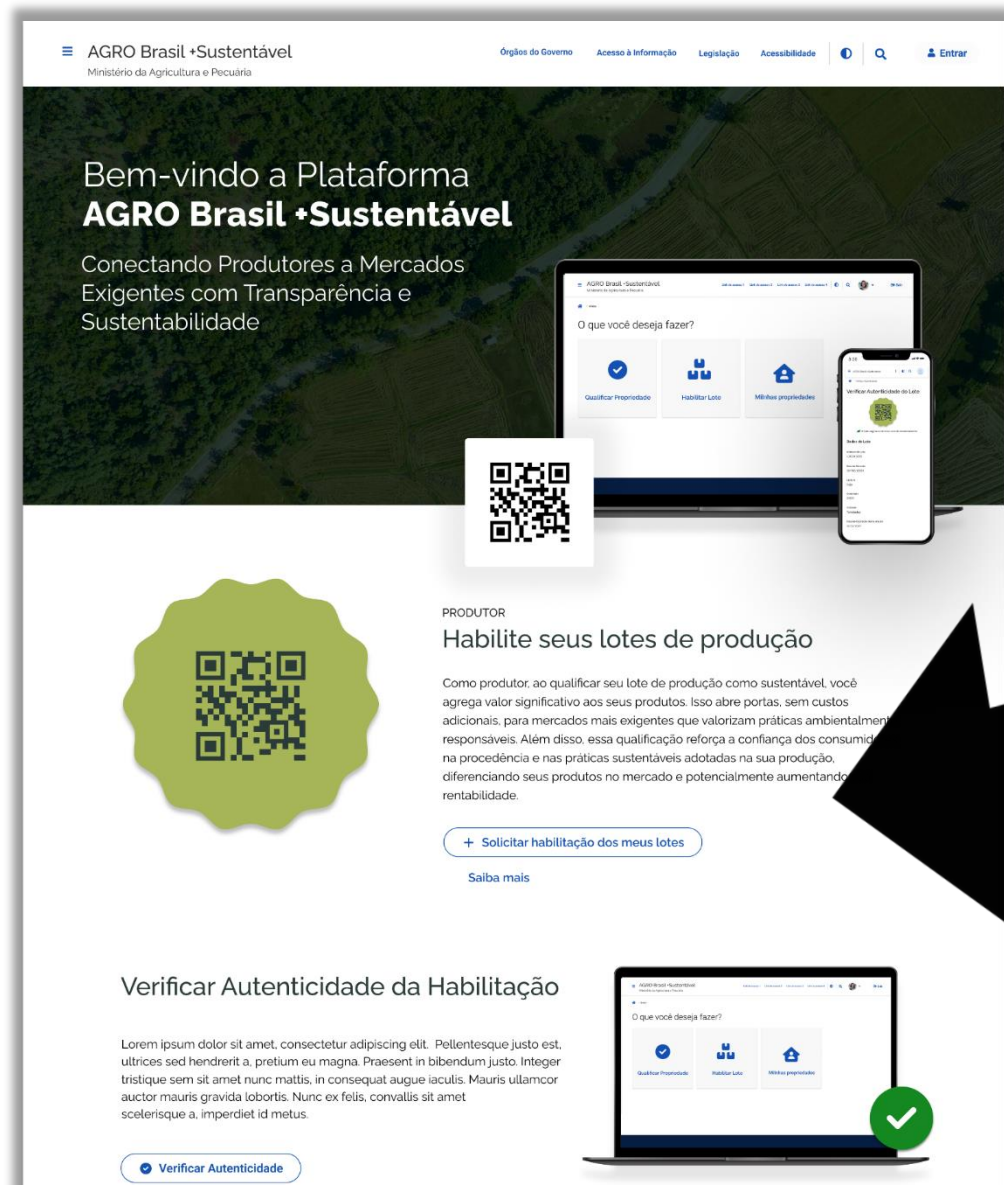 AGRO Brasil +Sustentável
Ministério da Agricultura e Pecuária
Órgãos do Governo Acesso à Informação Legislação Acessibilidade Entrar
Bem-vindo a Plataforma
AGRO Brasil +Sustentável
Conectando Produtores a Mercados
Exigentes com Transparência e
Sustentabilidade
AGRO Brasil +Sustentável
O que você deseja fazer?
Qualificar Propriedade Habilitar Lote Minhas propriedades
Verificar Autenticidade do Lote
PRODUTOR
Habilite seus lotes de produção
Como produtor, ao qualificar seu lote de produção como sustentável, você
agrega valor significativo aos seus produtos. Isso abre portas, sem custos
adicionais, para mercados mais exigentes que valorizam práticas ambientalment
responsáveis. Além disso, essa qualificação reforça a confiança dos consumid
na procedência e nas práticas sustentáveis adotadas na sua produção,
diferenciando seus produtos no mercado e potencialmente aumentando
rentabilidade.
+ Solicitar habilitação dos meus lotes
Saiba mais
Verificar Autenticidade da Habilitação
Lorem ipsum dolor sit amet, consectetur adipiscing elit. Pellentesque justo est,
ultrices sed hendrerit a, pretium eu magna. Praesent in bibendum justo. Integer
tristique sem sit amet nunc mattis, in consequat augue iaculis. Mauris ullamcor
auctor mauris gravida lobortis. Nunc ex felis, convallis sit amet
scelerisque a, imperdiet id metus.
Verificar Autenticidade
AGRO Brasil +Sustentável
O que você deseja fazer?
Qualificar Propriedade Habilitar Lote Minhas propriedades